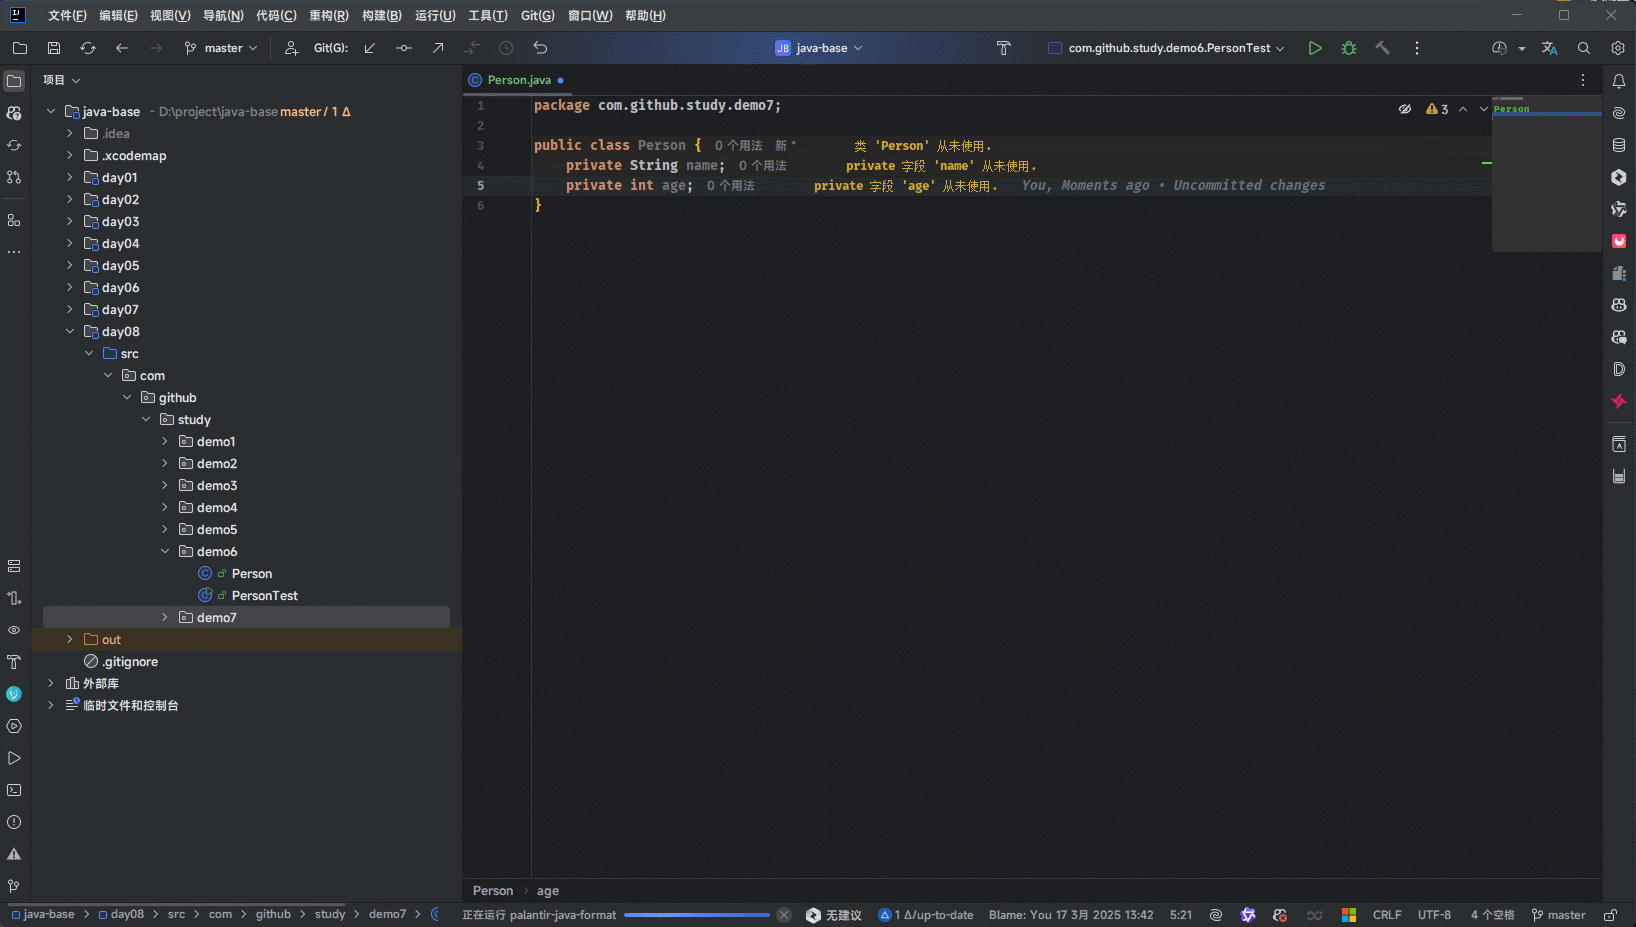 文件(F) 编辑(E) 视图(V) 导航(N) 代码(C) 重构(R) 构建(B) 运行(U) 工具(T) Git(G) 窗口(W) 帮助(H)
master Git(G): JB java-base com.github.study.demo6.PersonTest
项目
Person.java
java-base - D:\project\java-base master / 1 Δ
.idea
.xcodemap
day01
day02
day03
day04
day05
day06
day07
day08
src
com
github
study
demo1
demo2
demo3
demo4
demo5
demo6
Person
PersonTest
demo7
out
.gitignore
外部库
临时文件和控制台
1 package com.github.study.demo7;
2
3 public class Person { 0 个用法 新 * 类 'Person' 从未使用.
4 private String name; 0 个用法 private 字段 'name' 从未使用.
5 private int age; 0 个用法 private 字段 'age' 从未使用. You, Moments ago • Uncommitted changes
6 }
3
Person
Person › age
java-base › day08 › src › com › github › study › demo7 › 正在运行 palantir-java-format 无建议 1 Δ/up-to-date Blame: You 17 3月 2025 13:42 5:21 CRLF UTF-8 4 个空格 master